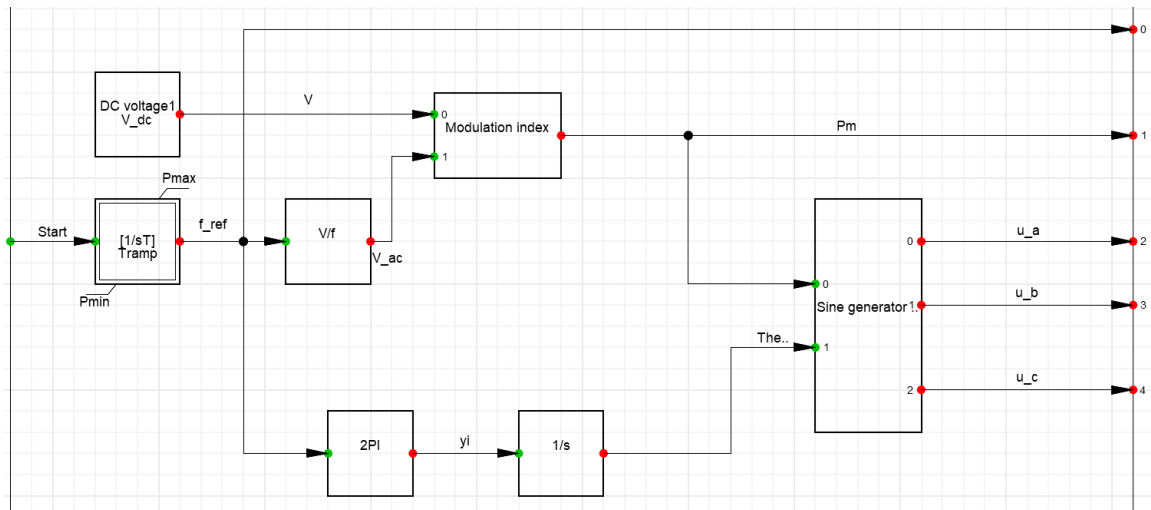 0
DC voltage1
V_dc
V
0
Modulation index
1
Pm
1
Pmax
Start
[1/sT]
Tramp
f_ref
Pmin
V/f
V_ac
0
u_a
2
0
Sine generator ..
1
u_b
3
The..
1
2
u_c
4
2PI
yi
1/s